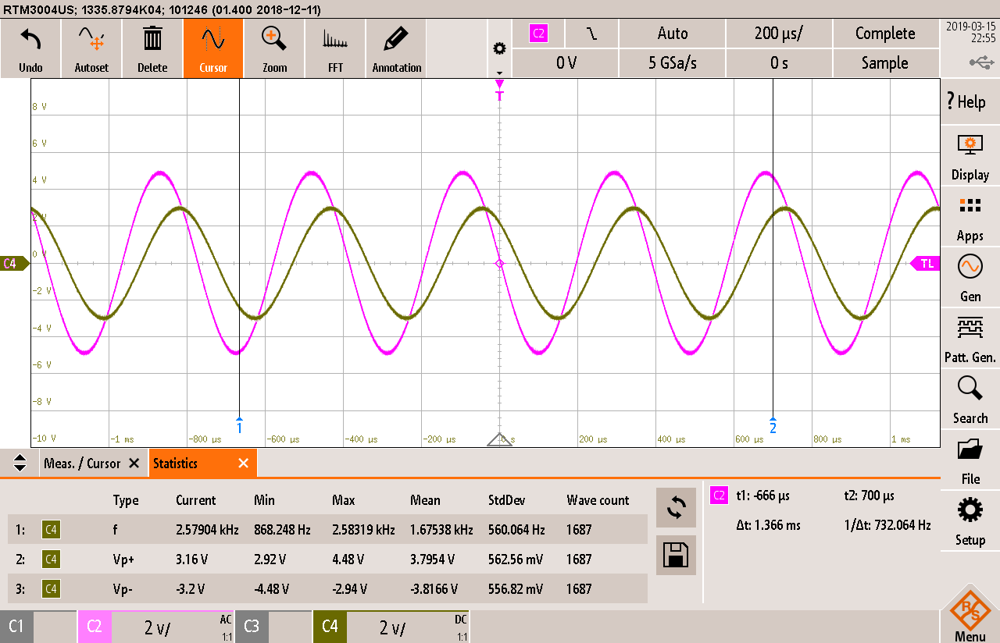 RTM3004US; 1335.8794K04; 101246 (01.400 2018-12-11)
Undo
Autoset
Delete
Cursor
Zoom
FFT
Annotation
C2
Auto
200 µs/
Complete
0 V
5 GSa/s
0 s
Sample
2019-03-15
22:55
T
8 V
6 V
4 V
2 V
0 V
-2 V
-4 V
-6 V
-8 V
-10 V
C4
TL
1
2
-1 ms
-800 µs
-600 µs
-400 µs
-200 µs
0 s
200 µs
400 µs
600 µs
800 µs
1 ms
? Help
Display
Apps
Gen
Patt. Gen.
Search
File
Setup
R S
Menu
Meas. / Cursor
Statistics
Type Current Min Max Mean StdDev Wave count
1: C4 f 2.57904 kHz 868.248 Hz 2.58319 kHz 1.67538 kHz 560.064 Hz 1687
2: C4 Vp+ 3.16 V 2.92 V 4.48 V 3.7954 V 562.56 mV 1687
3: C4 Vp- -3.2 V -4.48 V -2.94 V -3.8166 V 556.82 mV 1687
C2 t1: -666 µs t2: 700 µs
Δt: 1.366 ms 1/Δt: 732.064 Hz
C1
C2 2 V/ AC 1:1
C3
C4 2 V/ DC 1:1